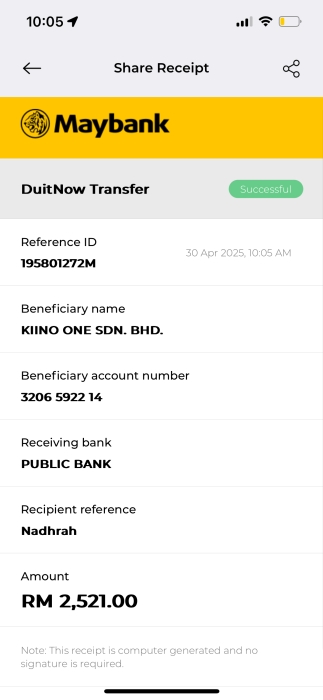 10:05
Share Receipt
Maybank
DuitNow Transfer
Successful
Reference ID
30 Apr 2025, 10:05 AM
195801272M
Beneficiary name
KIINO ONE SDN. BHD.
Beneficiary account number
3206 5922 14
Receiving bank
PUBLIC BANK
Recipient reference
Nadhrah
Amount
RM 2,521.00
Note: This receipt is computer generated and no
signature is required.